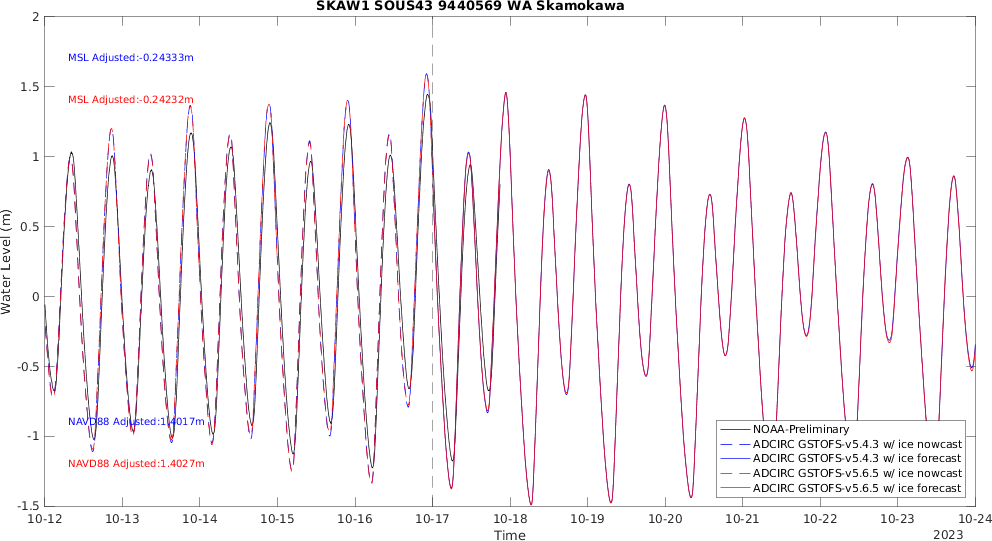 SKAW1 SOUS43 9440569 WA Skamokawa
2
1.5
1
0.5
0
-0.5
-1
-1.5
Water Level (m)
MSL Adjusted:-0.24333m
MSL Adjusted:-0.24232m
NAVD88 Adjusted:1.4017m
NAVD88 Adjusted:1.4027m
NOAA-Preliminary
ADCIRC GSTOFS-v5.4.3 w/ ice nowcast
ADCIRC GSTOFS-v5.4.3 w/ ice forecast
ADCIRC GSTOFS-v5.6.5 w/ ice nowcast
ADCIRC GSTOFS-v5.6.5 w/ ice forecast
10-12 10-13 10-14 10-15 10-16 10-17 10-18 10-19 10-20 10-21 10-22 10-23 10-24
Time
2023